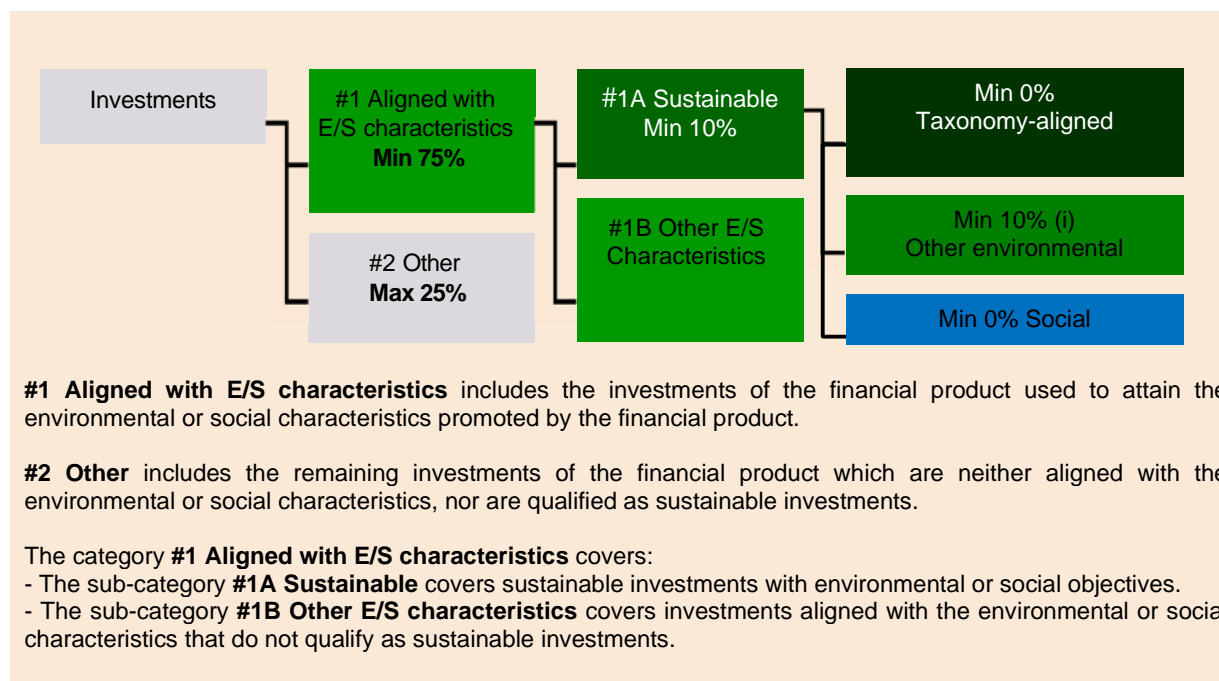 Investments
#1 Aligned with
E/S characteristics
Min 75%
#2 Other
Max 25%
#1A Sustainable
Min 10%
#1B Other E/S
Characteristics
Min 0%
Taxonomy-aligned
Min 10% (i)
Other environmental
Min 0% Social
#1 Aligned with E/S characteristics includes the investments of the financial product used to attain the
environmental or social characteristics promoted by the financial product.
#2 Other includes the remaining investments of the financial product which are neither aligned with the
environmental or social characteristics, nor are qualified as sustainable investments.
The category #1 Aligned with E/S characteristics covers:
- The sub-category #1A Sustainable covers sustainable investments with environmental or social objectives.
- The sub-category #1B Other E/S characteristics covers investments aligned with the environmental or social
characteristics that do not qualify as sustainable investments.